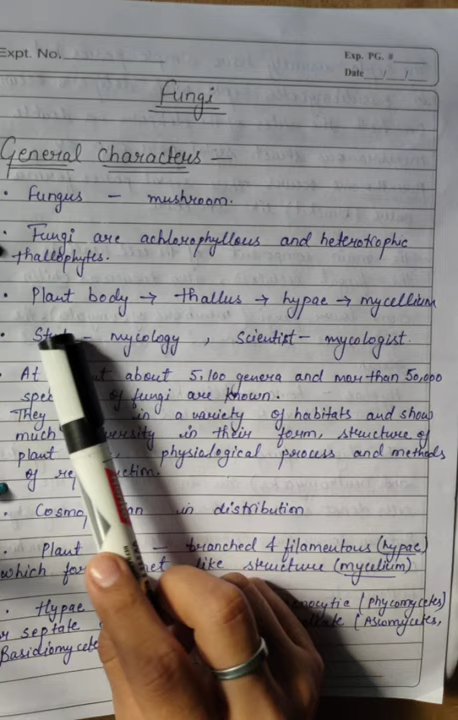 Expt. No.
Exp. PG. #
Date / /
Fungi
General characters —
• Fungus — mushroom.
• Fungi are achlorophyllous and heterotrophic
thallophytes.
• Plant body → thallus → hypae → mycellium
• — mycology, Scientist — mycologist.
• At about 5,100 genera and more than 50,000
of fungi are known.
They in a variety of habitats and show
much in their form, structure of
plant , physialogical process and methods
of
• in distribution
• Plant — branched & filamentous (hypae)
which like structure (mycelium)
• Hypae (Phycomycetes)
septate (Ascomycetes,